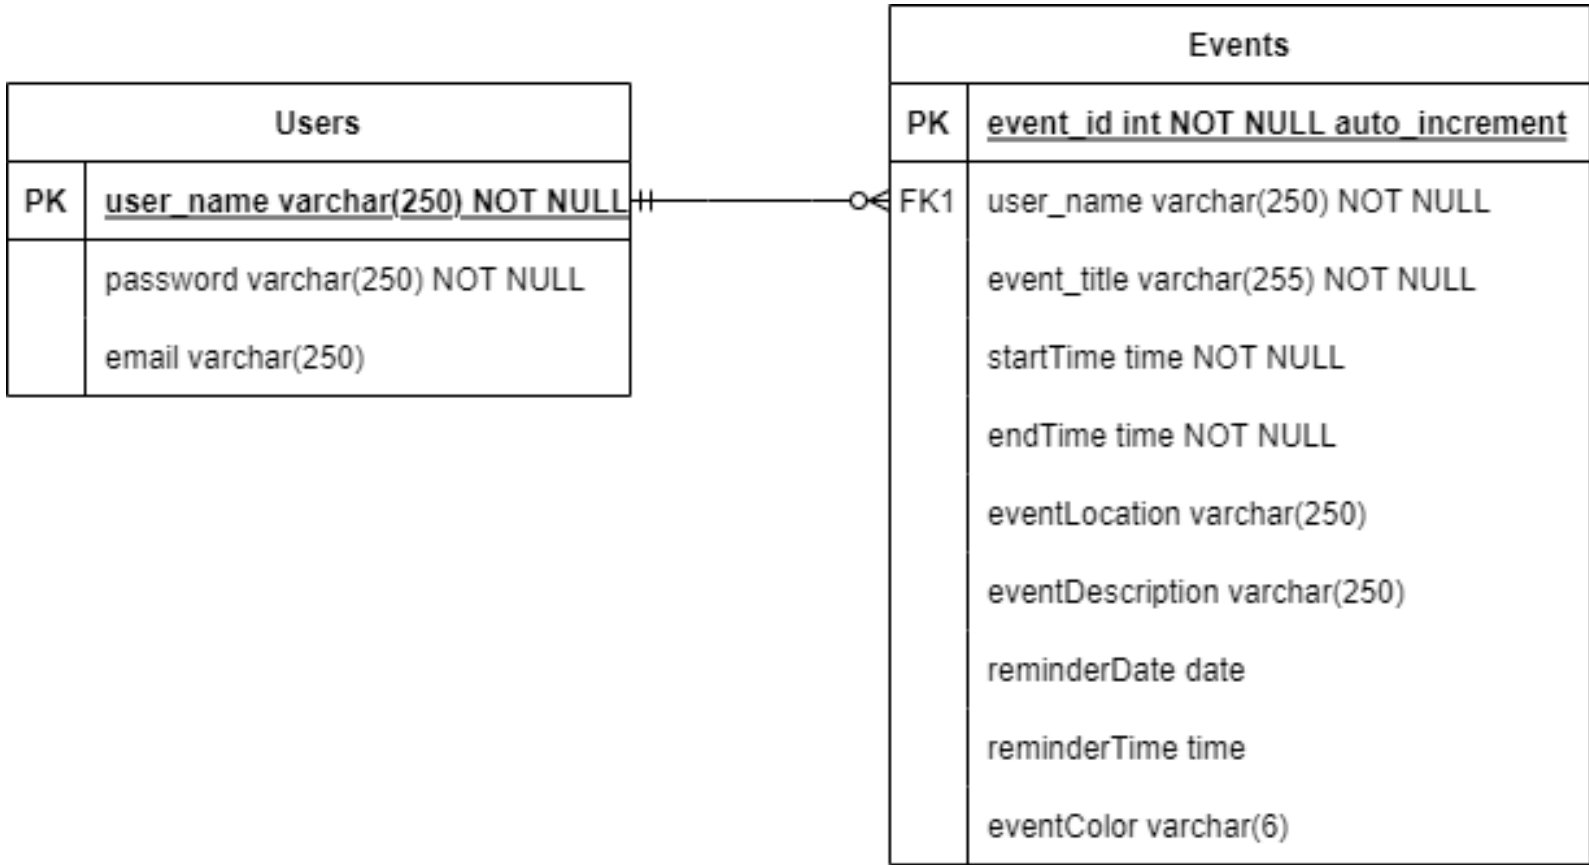 Users
PK user_name varchar(250) NOT NULL
password varchar(250) NOT NULL
email varchar(250)
Events
PK event_id int NOT NULL auto_increment
FK1 user_name varchar(250) NOT NULL
event_title varchar(255) NOT NULL
startTime time NOT NULL
endTime time NOT NULL
eventLocation varchar(250)
eventDescription varchar(250)
reminderDate date
reminderTime time
eventColor varchar(6)